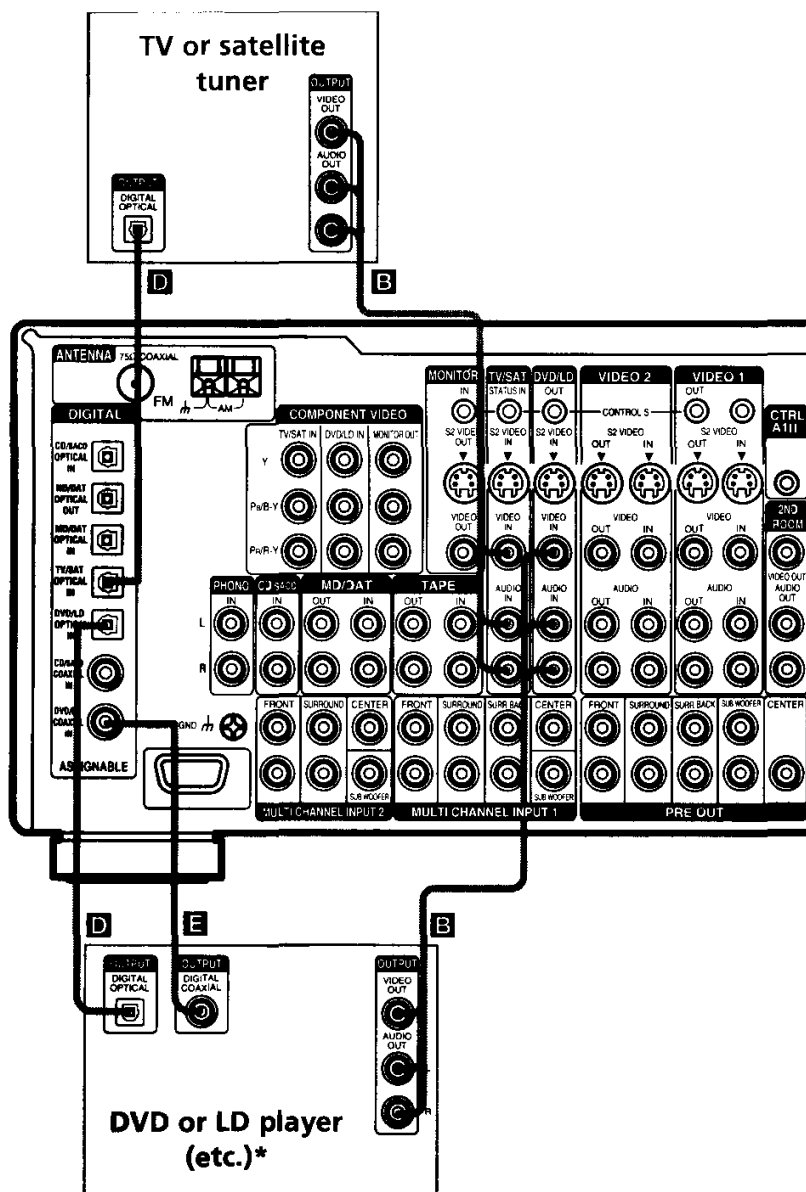 TV or satellite
tuner
OUTPUT
VIDEO
OUT
AUDIO
OUT
OUTPUT
DIGITAL
OPTICAL
D
B
ANTENNA
75Ω COAXIAL
FM
AM
DIGITAL
CD/SACD
OPTICAL
IN
MD/DAT
OPTICAL
OUT
MD/DAT
OPTICAL
IN
TV/SAT
OPTICAL
IN
DVD/LD
OPTICAL
IN
CD/SACD
COAXIAL
IN
DVD/LD
COAXIAL
IN
ASSIGNABLE
COMPONENT VIDEO
TV/SAT IN
DVD/LD IN
MONITOR OUT
Y
PB/B-Y
PR/R-Y
MONITOR
IN
S2 VIDEO
OUT
VIDEO
OUT
TV/SAT
STATUS IN
S2 VIDEO
IN
VIDEO
IN
AUDIO
IN
DVD/LD
OUT
S2 VIDEO
IN
VIDEO
IN
AUDIO
IN
CONTROL S
VIDEO 2
S2 VIDEO
OUT IN
VIDEO
OUT IN
AUDIO
OUT IN
VIDEO 1
OUT IN
S2 VIDEO
OUT IN
VIDEO
OUT IN
AUDIO
OUT IN
CTRL
A1II
2ND
ROOM
VIDEO OUT
AUDIO
OUT
PHONO
IN
CD/SACD
IN
MD/DAT
OUT IN
TAPE
OUT IN
L
R
GND
FRONT
SURROUND
CENTER
SUB WOOFER
MULTI CHANNEL INPUT 2
FRONT
SURROUND
SURR BACK
CENTER
SUB WOOFER
MULTI CHANNEL INPUT 1
FRONT
SURROUND
SURR BACK
SUB WOOFER
CENTER
PRE OUT
D
E
B
OUTPUT
DIGITAL
OPTICAL
OUTPUT
DIGITAL
COAXIAL
OUTPUT
VIDEO
OUT
AUDIO
OUT
L
R
DVD or LD player
(etc.)*